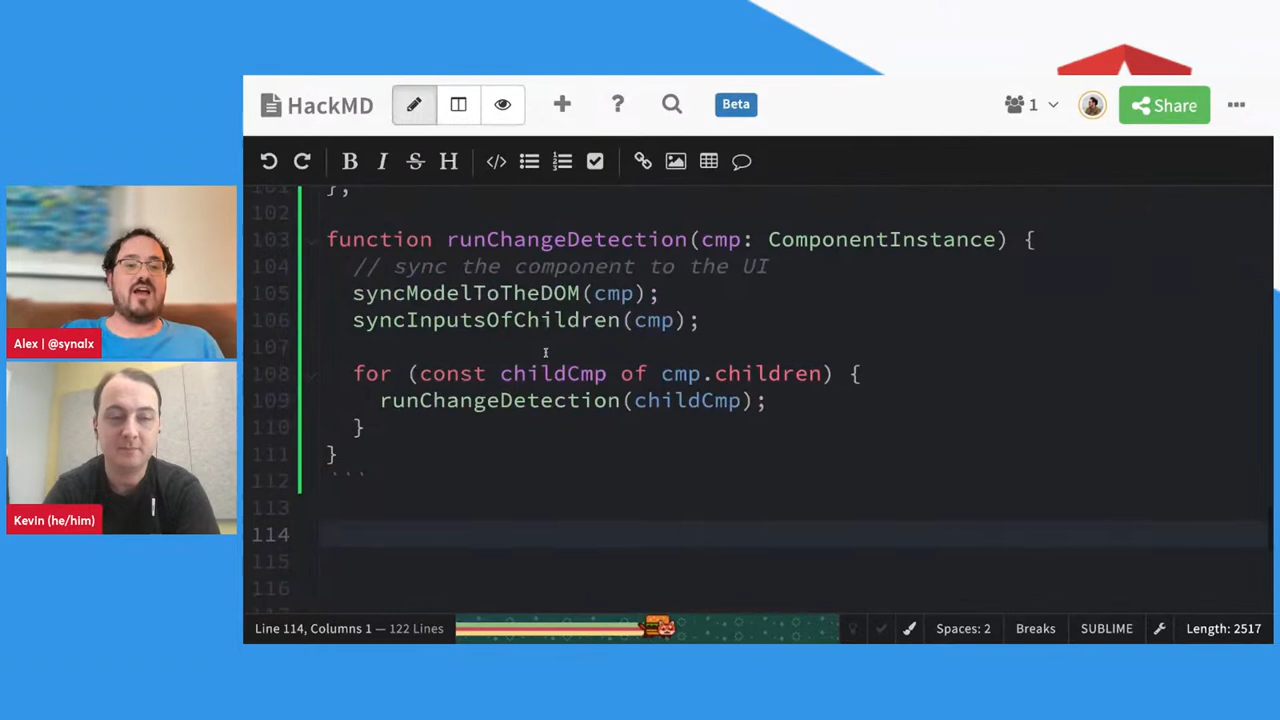 HackMD
Beta
1
Share
B I S H
101 };
102
103 function runChangeDetection(cmp: ComponentInstance) {
104 // sync the component to the UI
105 syncModelToTheDOM(cmp);
106 syncInputsOfChildren(cmp);
107
108 for (const childCmp of cmp.children) {
109 runChangeDetection(childCmp);
110 }
111 }
112 ```
113
114
115
116
Line 114, Columns 1 — 122 Lines
Spaces: 2
Breaks
SUBLIME
Length: 2517
Alex | @synalx
Kevin (he/him)